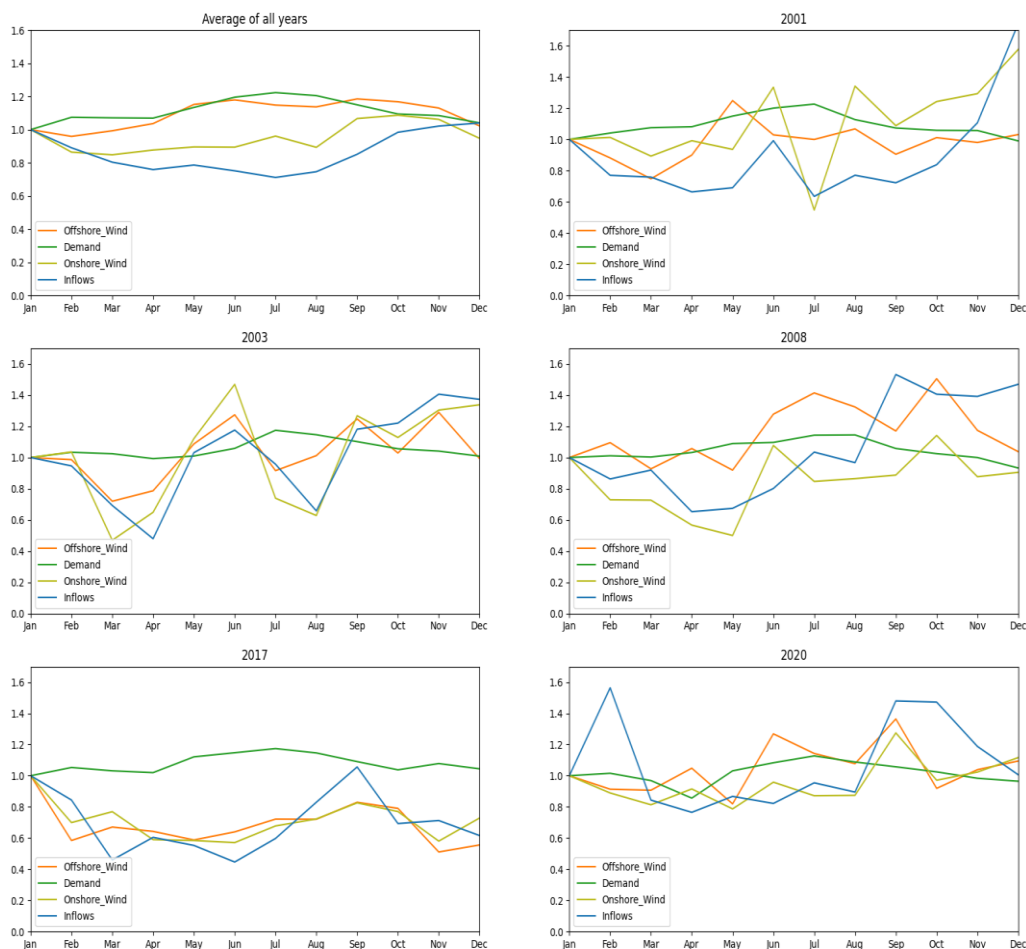 Average of all years
1.6
1.4
1.2
1.0
0.8
0.6
0.4
0.2
0.0
Offshore_Wind
Demand
Onshore_Wind
Inflows
Jan Feb Mar Apr May Jun Jul Aug Sep Oct Nov Dec
2001
1.6
1.4
1.2
1.0
0.8
0.6
0.4
0.2
0.0
Offshore_Wind
Demand
Onshore_Wind
Inflows
Jan Feb Mar Apr May Jun Jul Aug Sep Oct Nov Dec
2003
1.6
1.4
1.2
1.0
0.8
0.6
0.4
0.2
0.0
Offshore_Wind
Demand
Onshore_Wind
Inflows
Jan Feb Mar Apr May Jun Jul Aug Sep Oct Nov Dec
2008
1.6
1.4
1.2
1.0
0.8
0.6
0.4
0.2
0.0
Offshore_Wind
Demand
Onshore_Wind
Inflows
Jan Feb Mar Apr May Jun Jul Aug Sep Oct Nov Dec
2017
1.6
1.4
1.2
1.0
0.8
0.6
0.4
0.2
0.0
Offshore_Wind
Demand
Onshore_Wind
Inflows
Jan Feb Mar Apr May Jun Jul Aug Sep Oct Nov Dec
2020
1.6
1.4
1.2
1.0
0.8
0.6
0.4
0.2
0.0
Offshore_Wind
Demand
Onshore_Wind
Inflows
Jan Feb Mar Apr May Jun Jul Aug Sep Oct Nov Dec